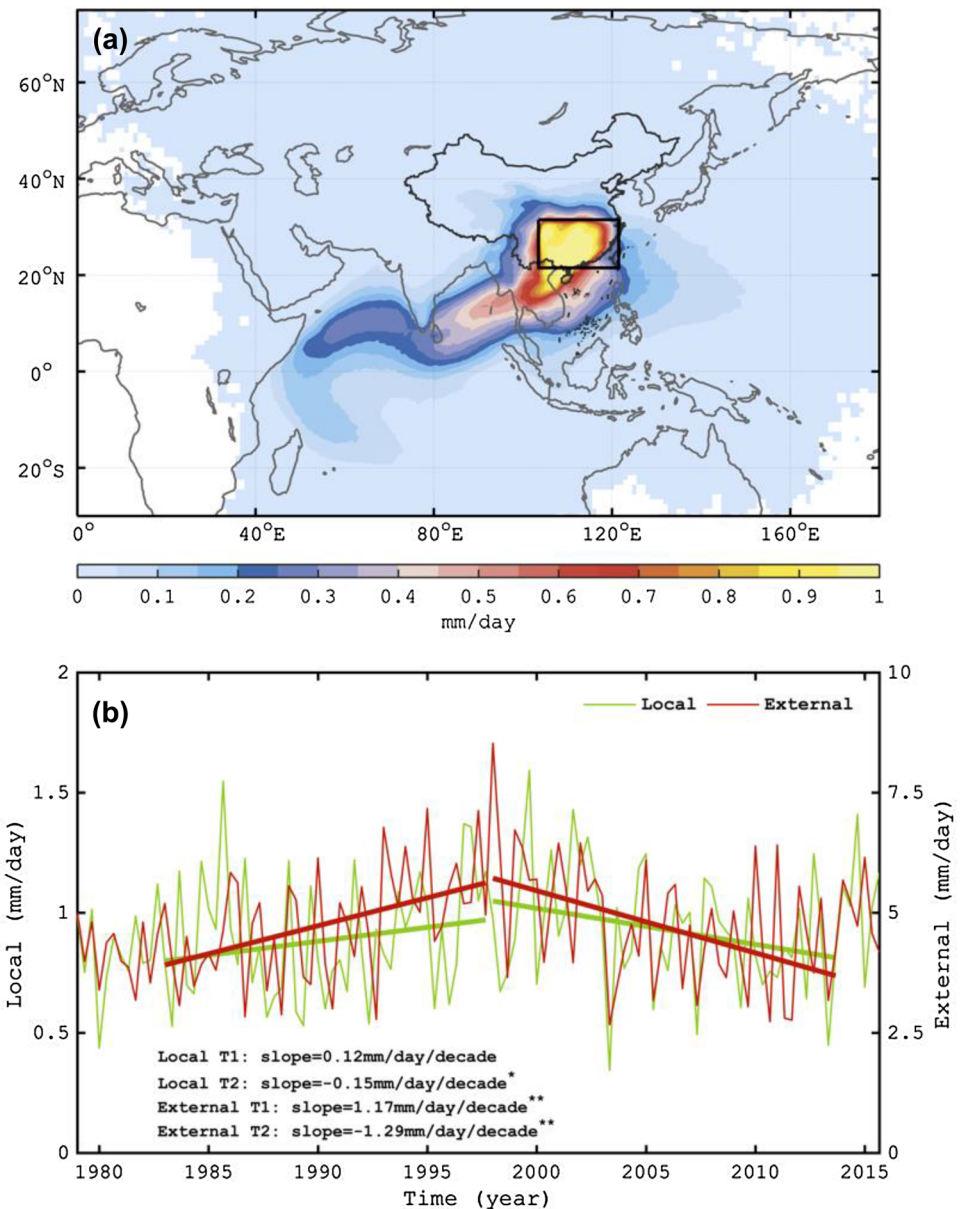 (a)
60°N
40°N
20°N
0°
20°S
0° 40°E 80°E 120°E 160°E
0 0.1 0.2 0.3 0.4 0.5 0.6 0.7 0.8 0.9 1
mm/day
(b)
Local External
2 10
1.5 7.5
1 5
0.5 2.5
0 0
Local (mm/day)
External (mm/day)
Local T1: slope=0.12mm/day/decade
Local T2: slope=-0.15mm/day/decade*
External T1: slope=1.17mm/day/decade**
External T2: slope=-1.29mm/day/decade**
1980 1985 1990 1995 2000 2005 2010 2015
Time (year)